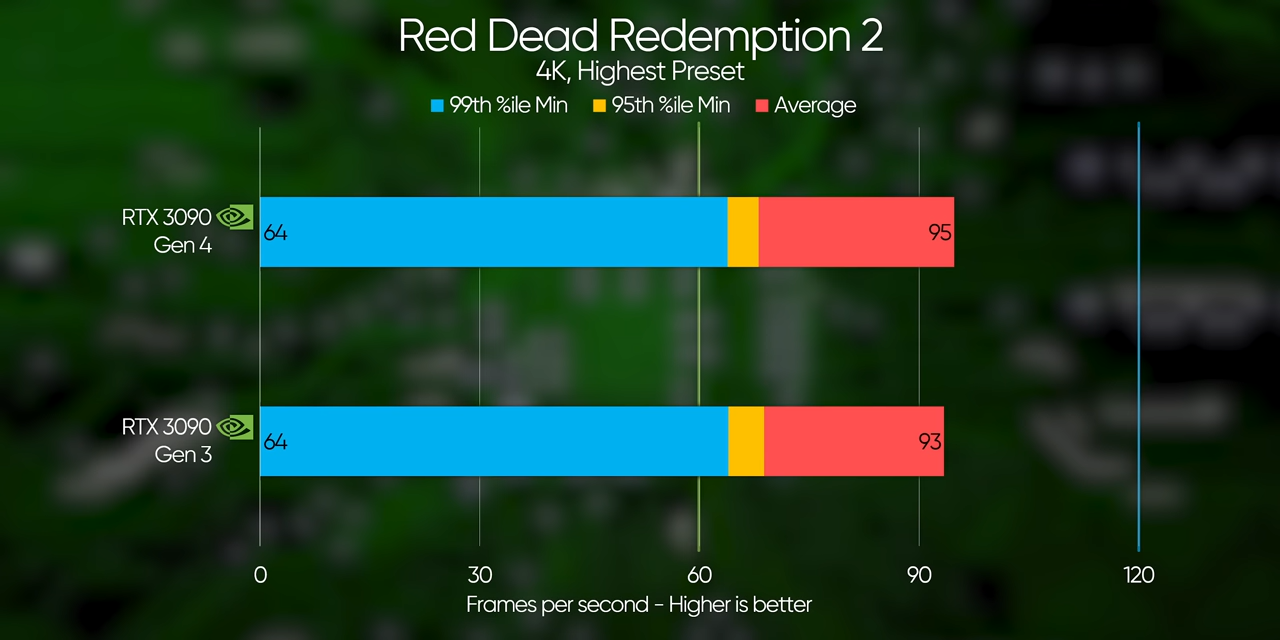 Red Dead Redemption 2
4K, Highest Preset
99th %ile Min 95th %ile Min Average
RTX 3090
Gen 4
64 95
RTX 3090
Gen 3
64 93
0 30 60 90 120
Frames per second - Higher is better